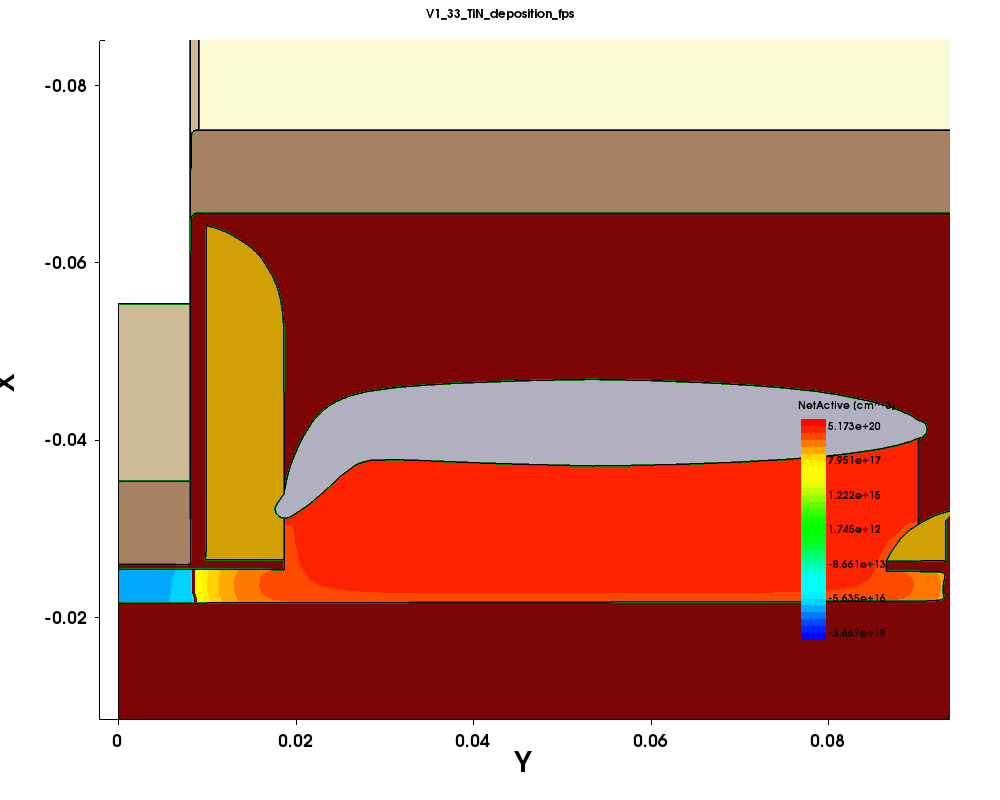 V1_33_TiN_deposition_fps
-0.08
-0.06
X
-0.04
NetActive (cm^-3)
5.173e+20
7.951e+17
1.222e+15
1.745e+12
-8.661e+13
-5.635e+16
-3.667e+19
-0.02
0
0.02
0.04
0.06
0.08
Y